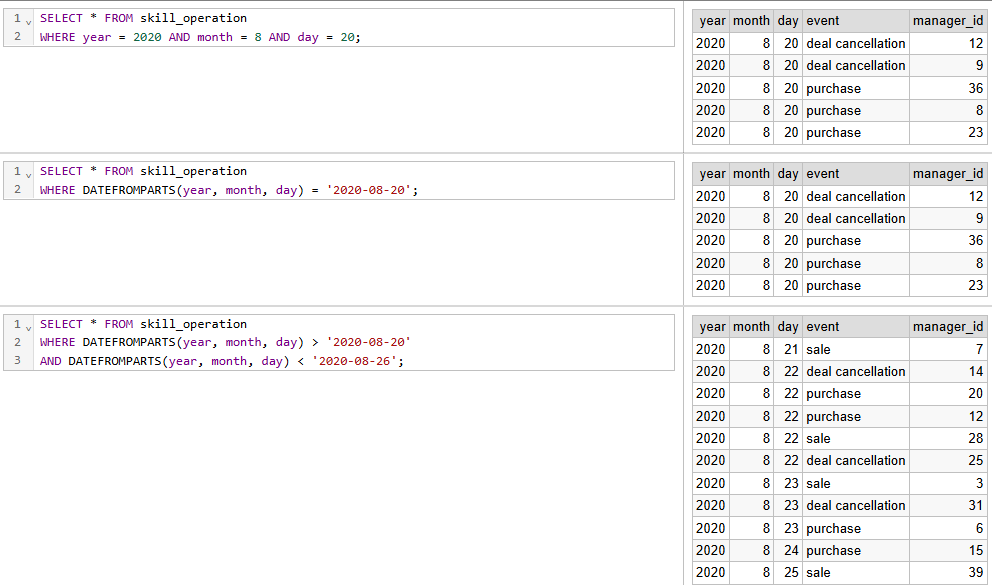 1 SELECT * FROM skill_operation
2 WHERE year = 2020 AND month = 8 AND day = 20;
year month day event manager_id
2020 8 20 deal cancellation 12
2020 8 20 deal cancellation 9
2020 8 20 purchase 36
2020 8 20 purchase 8
2020 8 20 purchase 23
1 SELECT * FROM skill_operation
2 WHERE DATEFROMPARTS(year, month, day) = '2020-08-20';
year month day event manager_id
2020 8 20 deal cancellation 12
2020 8 20 deal cancellation 9
2020 8 20 purchase 36
2020 8 20 purchase 8
2020 8 20 purchase 23
1 SELECT * FROM skill_operation
2 WHERE DATEFROMPARTS(year, month, day) > '2020-08-20'
3 AND DATEFROMPARTS(year, month, day) < '2020-08-26';
year month day event manager_id
2020 8 21 sale 7
2020 8 22 deal cancellation 14
2020 8 22 purchase 20
2020 8 22 purchase 12
2020 8 22 sale 28
2020 8 22 deal cancellation 25
2020 8 23 sale 3
2020 8 23 deal cancellation 31
2020 8 23 purchase 6
2020 8 24 purchase 15
2020 8 25 sale 39